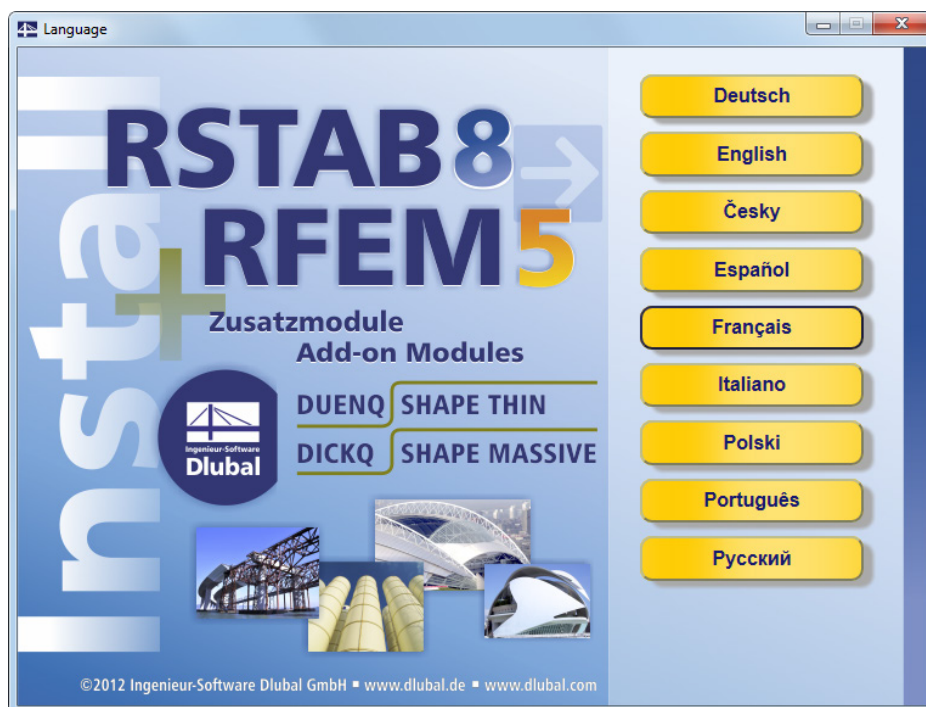 Language
Install
RSTAB 8
+ RFEM 5
Zusatzmodule
Add-on Modules
Ingenieur-Software
Dlubal
DUENQ SHAPE THIN
DICKQ SHAPE MASSIVE
©2012 Ingenieur-Software Dlubal GmbH ▪ www.dlubal.de ▪ www.dlubal.com
Deutsch
English
Česky
Español
Français
Italiano
Polski
Português
Русский